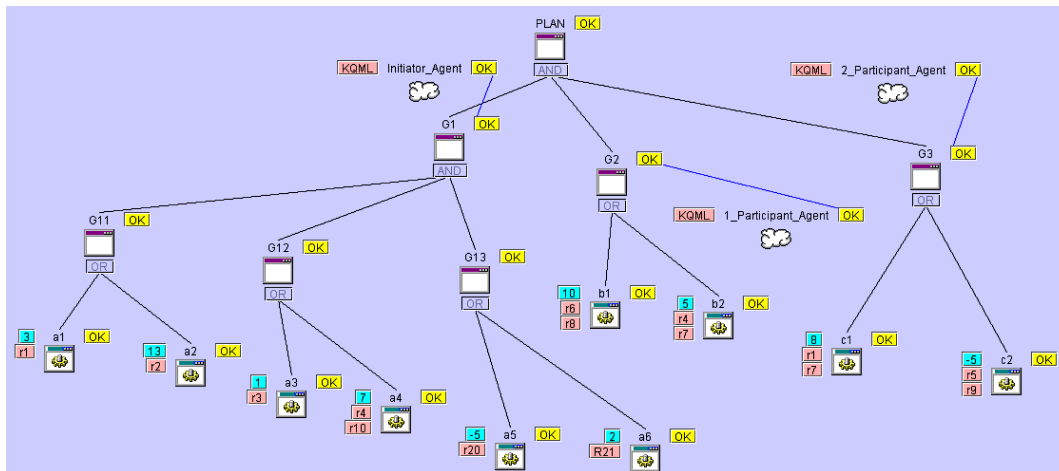 PLAN OK
AND
KQML Initiator_Agent OK
KQML 2_Participant_Agent OK
G1 OK
AND
G2 OK
OR
G3 OK
OR
KQML 1_Participant_Agent OK
G11 OK
OR
G12 OK
OR
G13 OK
OR
3 r1 a1 OK
13 r2 a2 OK
1 r3 a3 OK
7 r4 r10 a4 OK
-5 r20 a5 OK
2 R21 a6 OK
10 r6 r8 b1 OK
5 r4 r7 b2 OK
8 r1 r7 c1 OK
-5 r5 r9 c2 OK